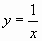 y = 1/x